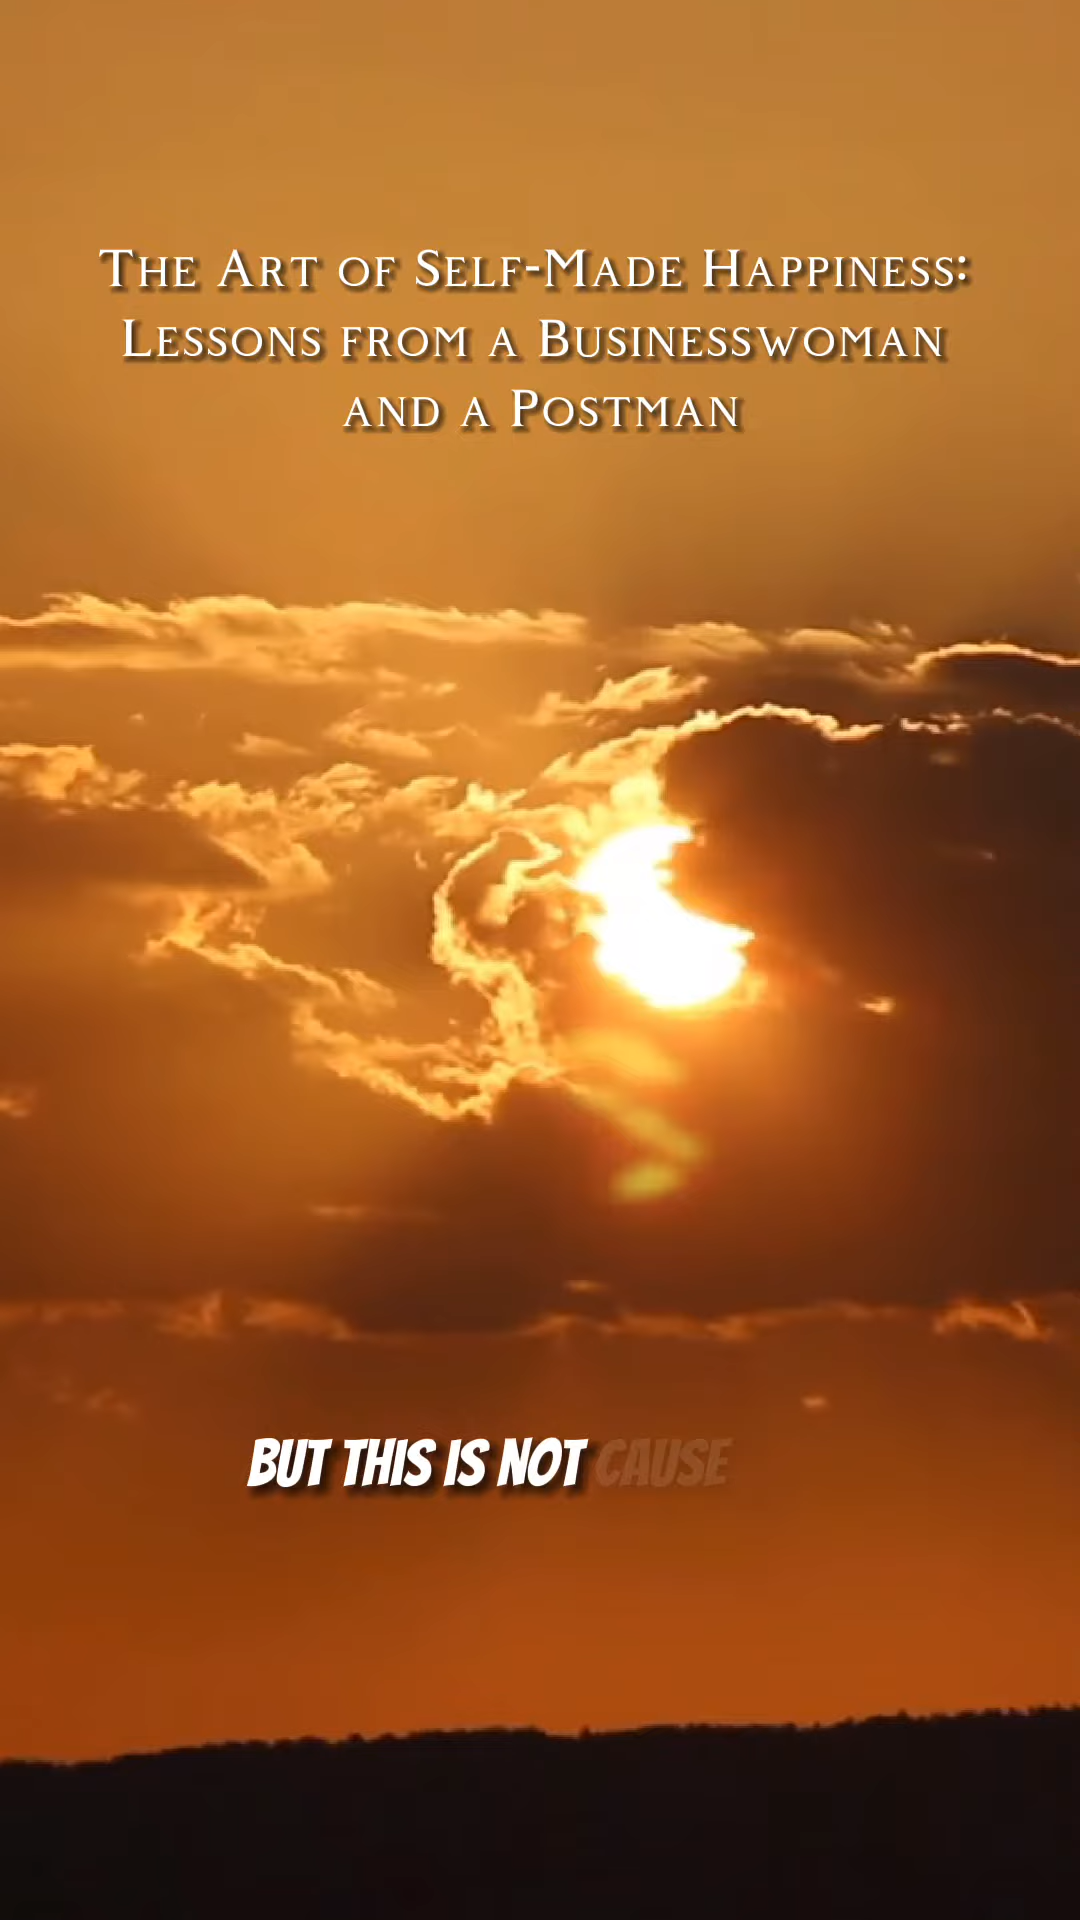 The Art of Self-Made Happiness:
Lessons from a Businesswoman
and a Postman
BUT THIS IS NOT CAUSE